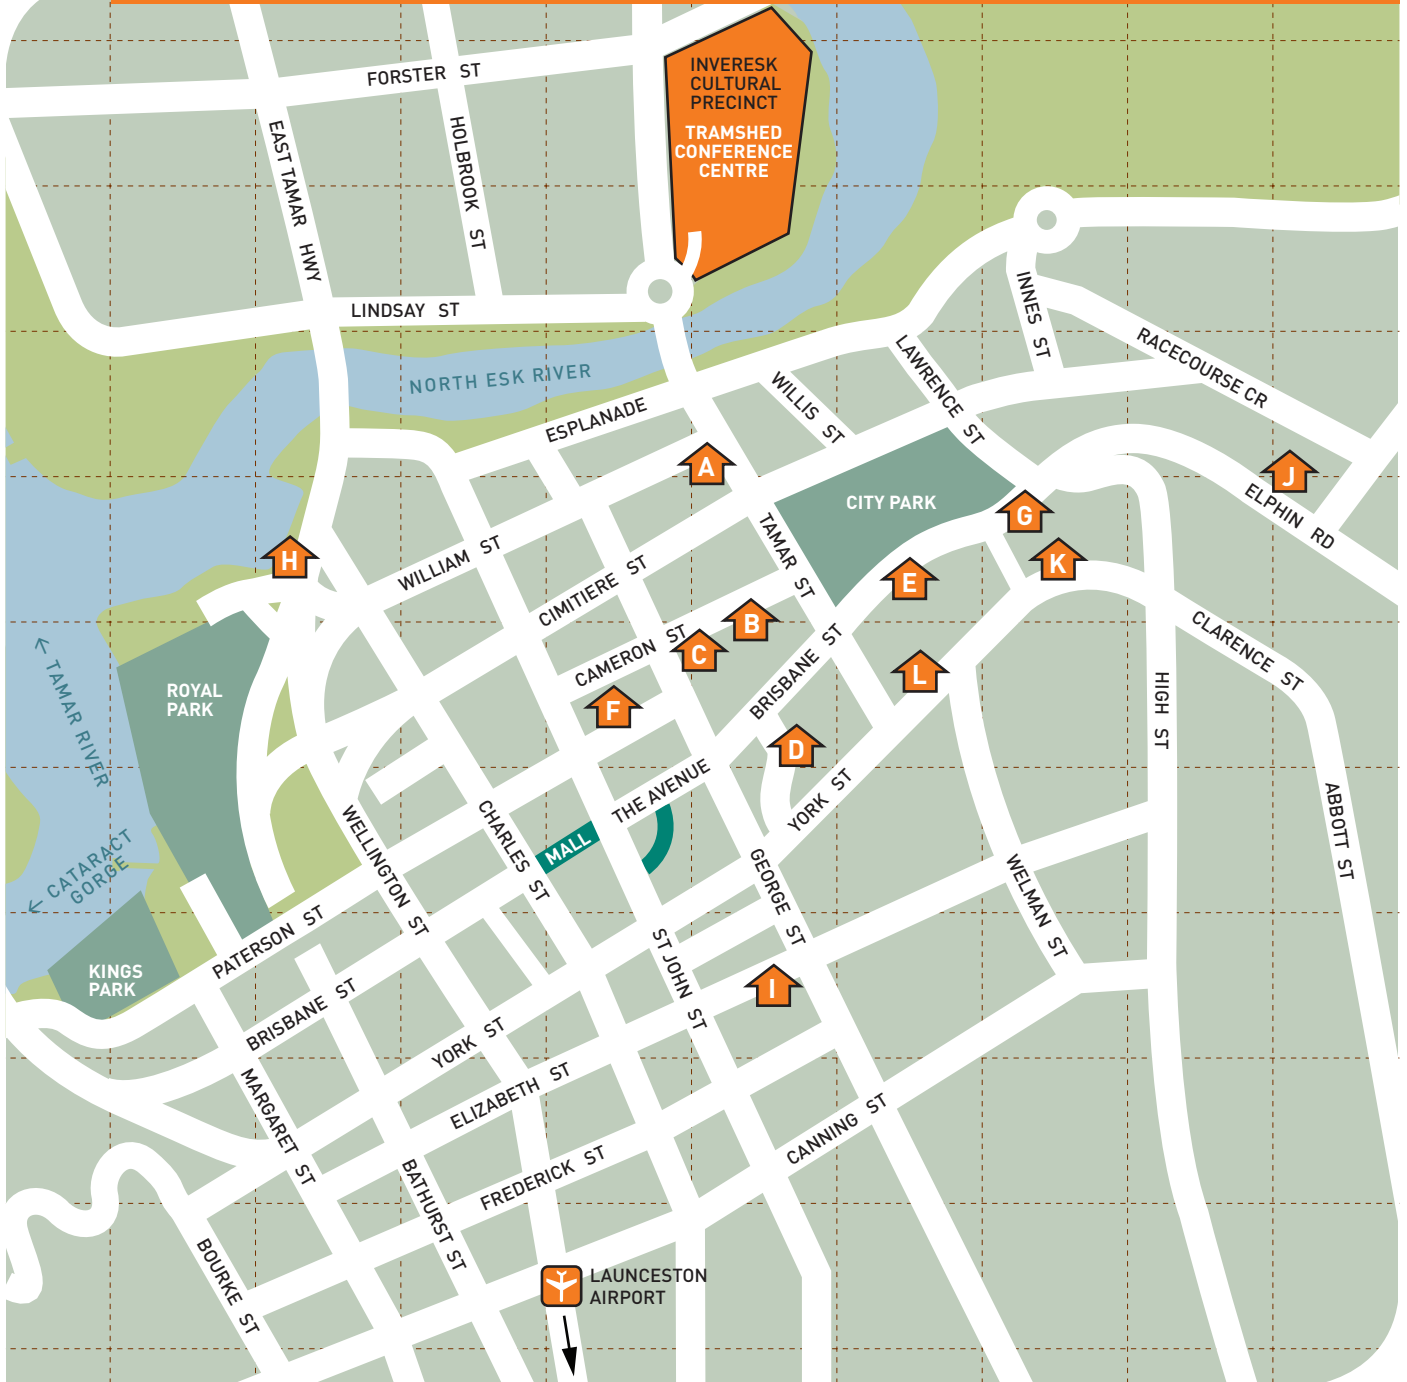 INVERESK
CULTURAL
PRECINCT
TRAMSHED
CONFERENCE
CENTRE
FORSTER ST
EAST TAMAR HWY
HOLBROOK ST
LINDSAY ST
INNES ST
RACECOURSE CR
LAWRENCE ST
NORTH ESK RIVER
WILLIS ST
ESPLANADE
A
J
CITY PARK
ELPHIN RD
G
H
WILLIAM ST
TAMAR ST
K
E
CIMITIERE ST
B
CAMERON ST
C
BRISBANE ST
L
CLARENCE ST
← TAMAR RIVER
ROYAL
PARK
F
HIGH ST
D
THE AVENUE
YORK ST
ABBOTT ST
WELLINGTON ST
CHARLES ST
MALL
← CATARACT
GORGE
GEORGE ST
WELMAN ST
PATERSON ST
ST JOHN ST
KINGS
PARK
I
BRISBANE ST
YORK ST
ELIZABETH ST
MARGARET ST
CANNING ST
FREDERICK ST
BATHURST ST
BOURKE ST
LAUNCESTON
AIRPORT